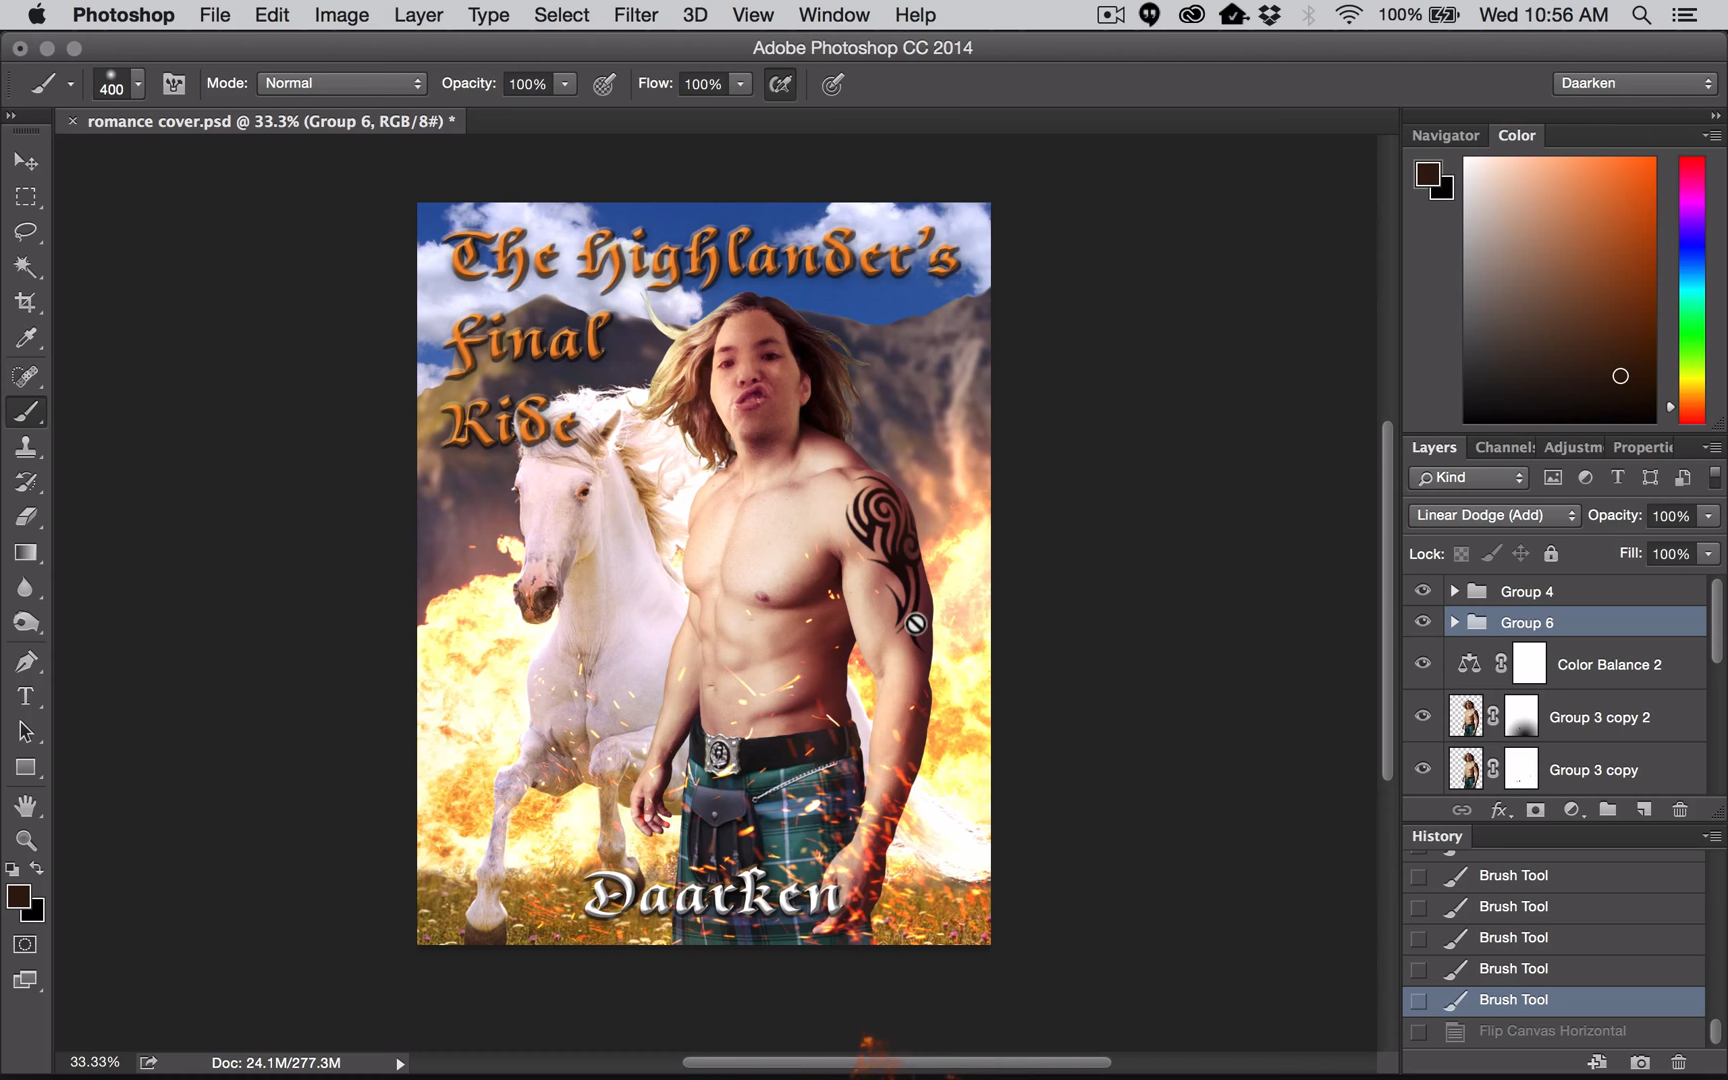 Photoshop File Edit Image Layer Type Select Filter 3D View Window Help 100% Wed 10:56 AM
Adobe Photoshop CC 2014
400 Mode: Normal Opacity: 100% Flow: 100% Daarken
romance cover.psd @ 33.3% (Group 6, RGB/8#) *
Navigator Color
The Highlander's
Final
Ride
Daarken
Layers Channels Adjustm Propertie
Kind
Linear Dodge (Add) Opacity: 100%
Lock: Fill: 100%
Group 4
Group 6
Color Balance 2
Group 3 copy 2
Group 3 copy
fx
History
Brush Tool
Brush Tool
Brush Tool
Brush Tool
Brush Tool
Flip Canvas Horizontal
33.33% Doc: 24.1M/277.3M